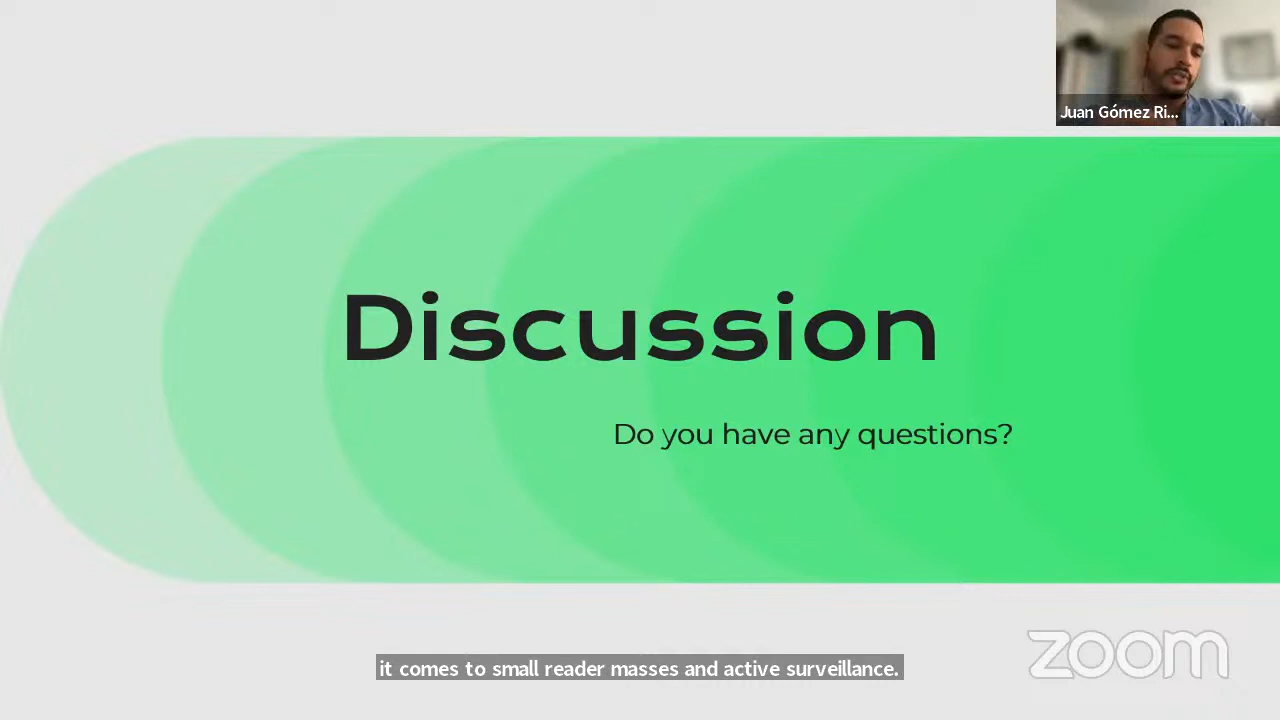 Juan Gómez Ri...
Discussion
Do you have any questions?
it comes to small reader masses and active surveillance.
zoom